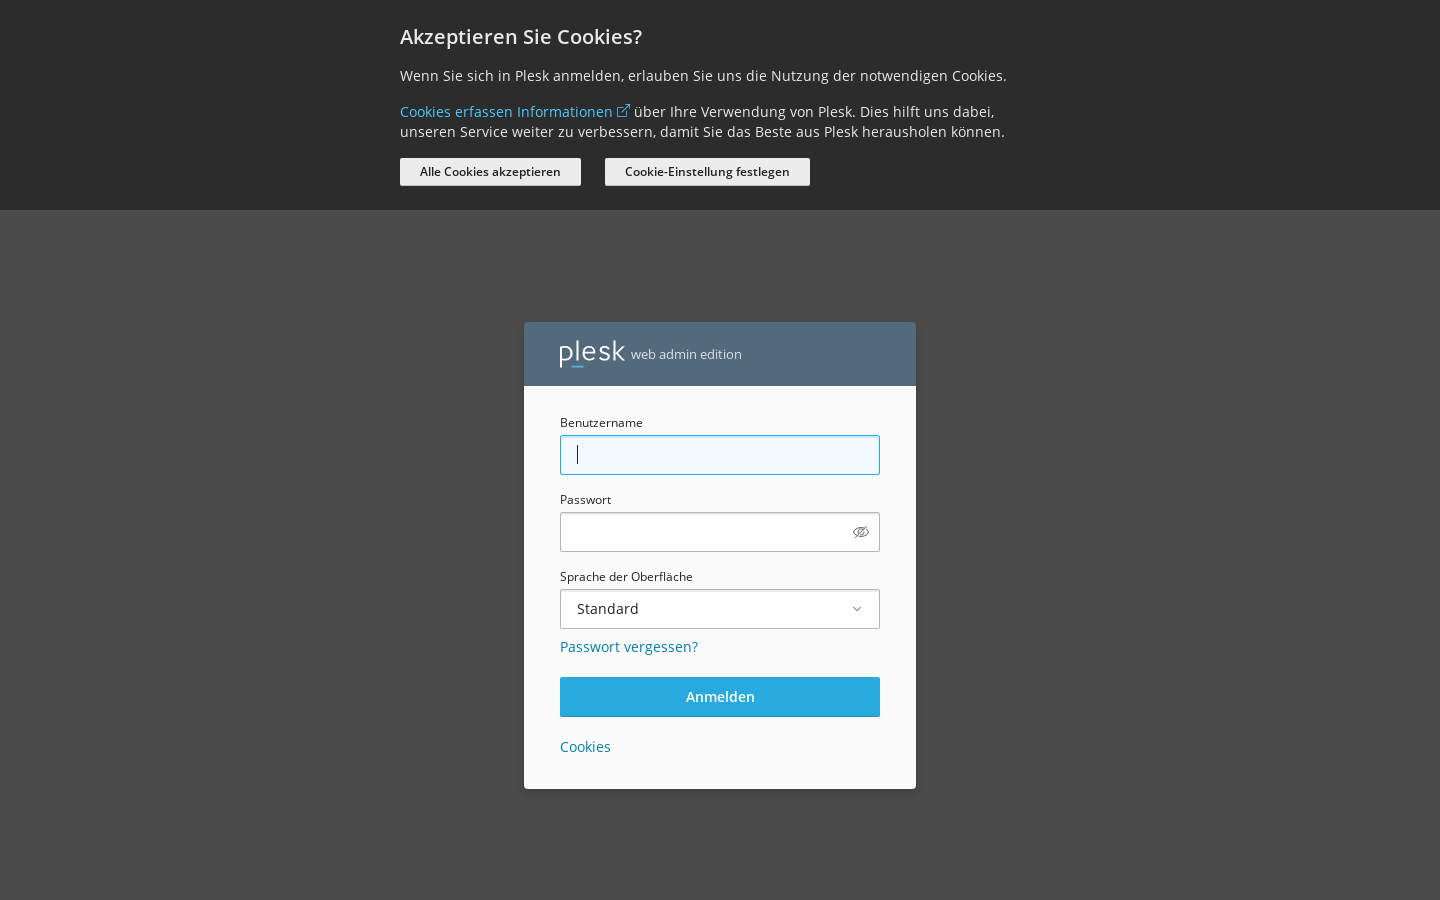 Akzeptieren Sie Cookies?
Wenn Sie sich in Plesk anmelden, erlauben Sie uns die Nutzung der notwendigen Cookies.
Cookies erfassen Informationen über Ihre Verwendung von Plesk. Dies hilft uns dabei,
unseren Service weiter zu verbessern, damit Sie das Beste aus Plesk herausholen können.
Alle Cookies akzeptieren
Cookie-Einstellung festlegen
plesk web admin edition
Benutzername
Passwort
Sprache der Oberfläche
Standard
Passwort vergessen?
Anmelden
Cookies